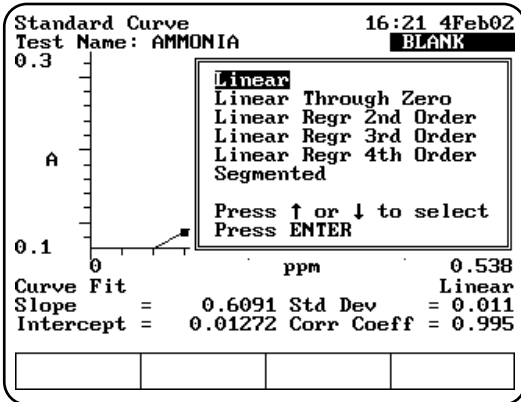 Standard Curve 16:21 4Feb02
Test Name: AMMONIA BLANK
0.3
Linear
Linear Through Zero
Linear Regr 2nd Order
Linear Regr 3rd Order
Linear Regr 4th Order
Segmented
Press ↑ or ↓ to select
Press ENTER
A
0.1
0 ppm 0.538
Curve Fit Linear
Slope = 0.6091 Std Dev = 0.011
Intercept = 0.01272 Corr Coeff = 0.995